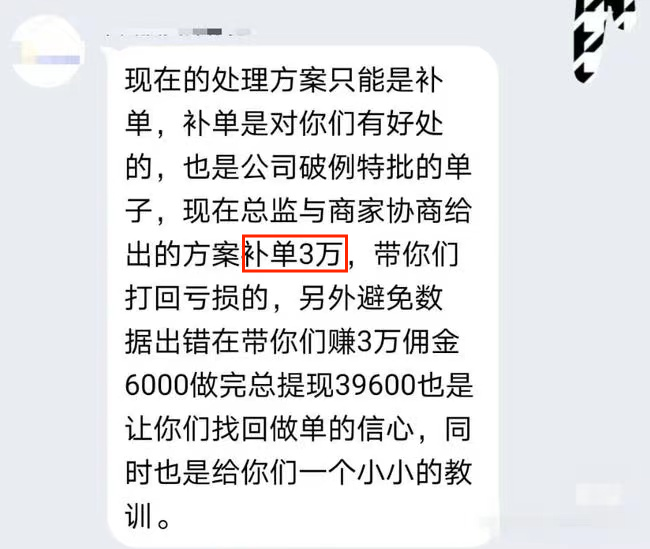 现在的处理方案只能是补
单，补单是对你们有好处
的，也是公司破例特批的单
子，现在总监与商家协商给
出的方案补单3万，带你们
打回亏损的，另外避免数
据出错在带你们赚3万佣金
6000做完总提现39600也是
让你们找回做单的信心，同
时也是给你们一个小小的教
训。